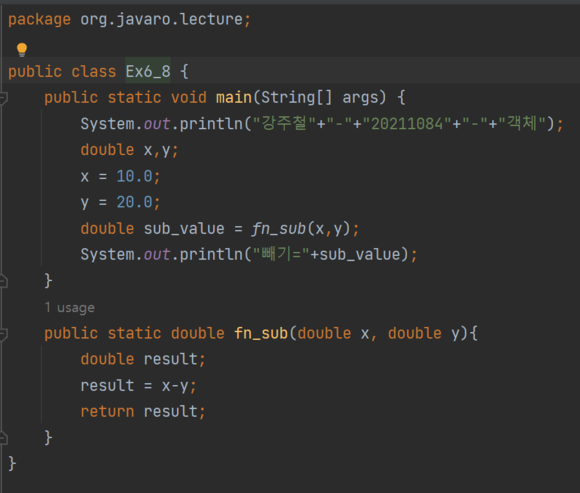 package org.javaro.lecture;
public class Ex6_8 {
public static void main(String[] args) {
System.out.println("강주철"+"-"+"20211084"+"-"+"객체");
double x,y;
x = 10.0;
y = 20.0;
double sub_value = fn_sub(x,y);
System.out.println("빼기="+sub_value);
}
1 usage
public static double fn_sub(double x, double y){
double result;
result = x-y;
return result;
}
}